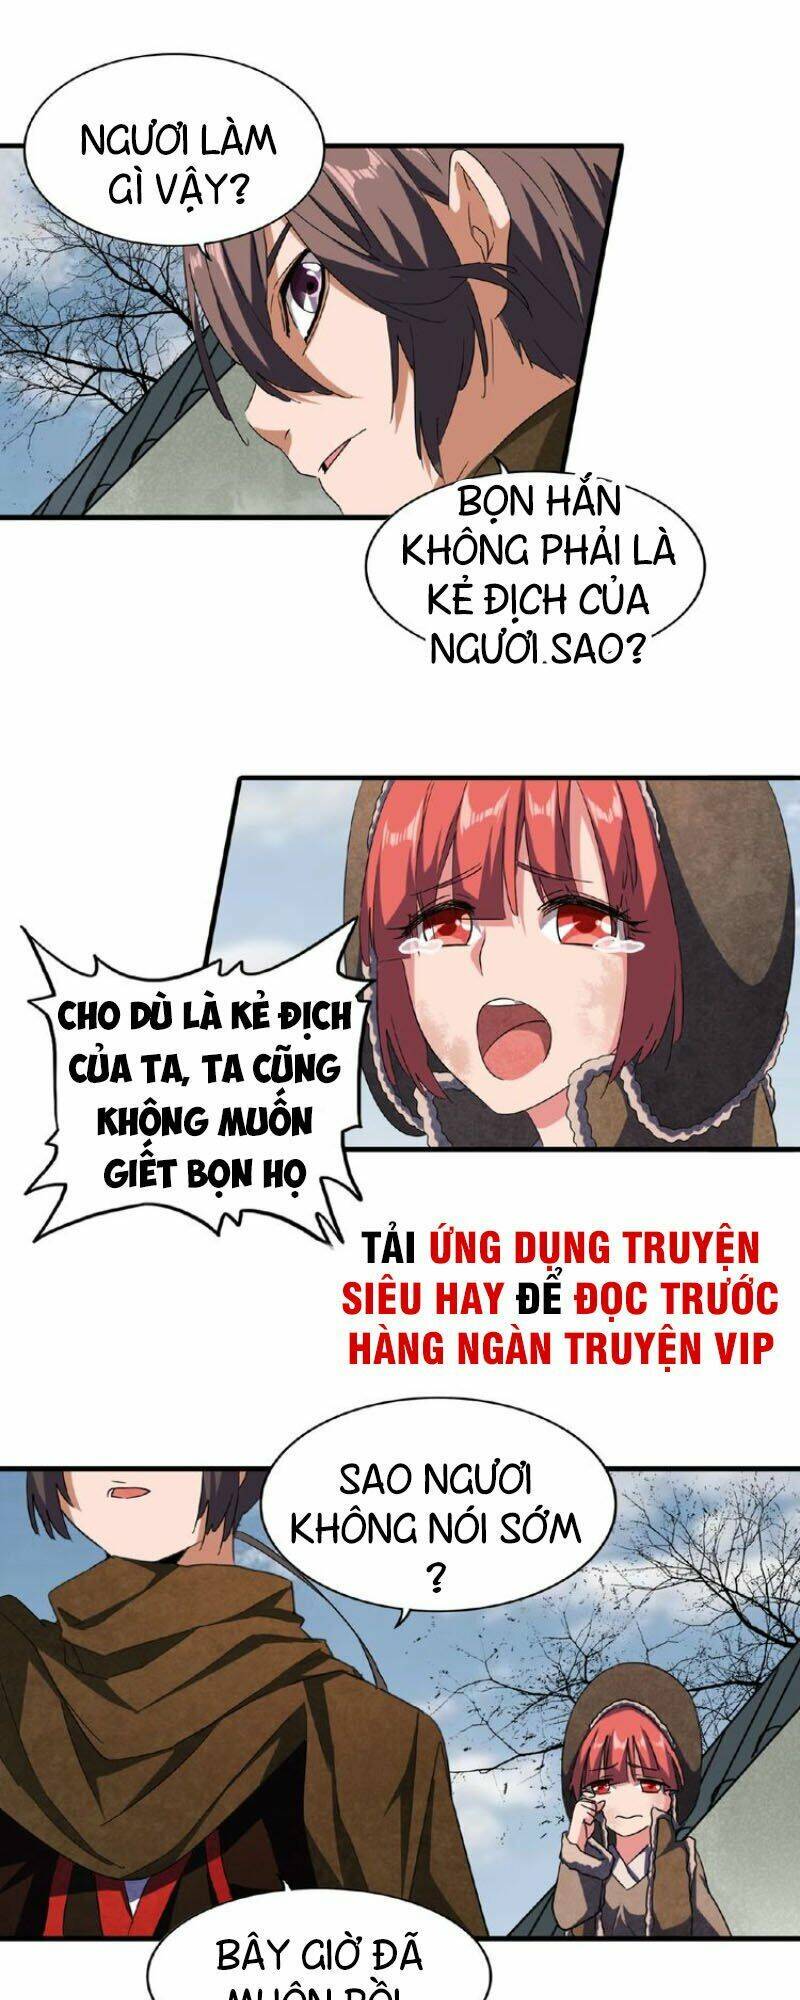 NGƯƠI LÀM
GÌ VẬY?
BỌN HẮN
KHÔNG PHẢI LÀ
KẺ ĐỊCH CỦA
NGƯƠI SAO?
CHO DÙ LÀ KẺ ĐỊCH
CỦA TA, TA CŨNG
KHÔNG MUỐN
GIẾT BỌN HỌ
TẢI ỨNG DỤNG TRUYỆN
SIÊU HAY ĐỂ ĐỌC TRƯỚC
HÀNG NGÀN TRUYỆN VIP
SAO NGƯƠI
KHÔNG NÓI SỚM
?
BÂY GIỜ ĐÃ